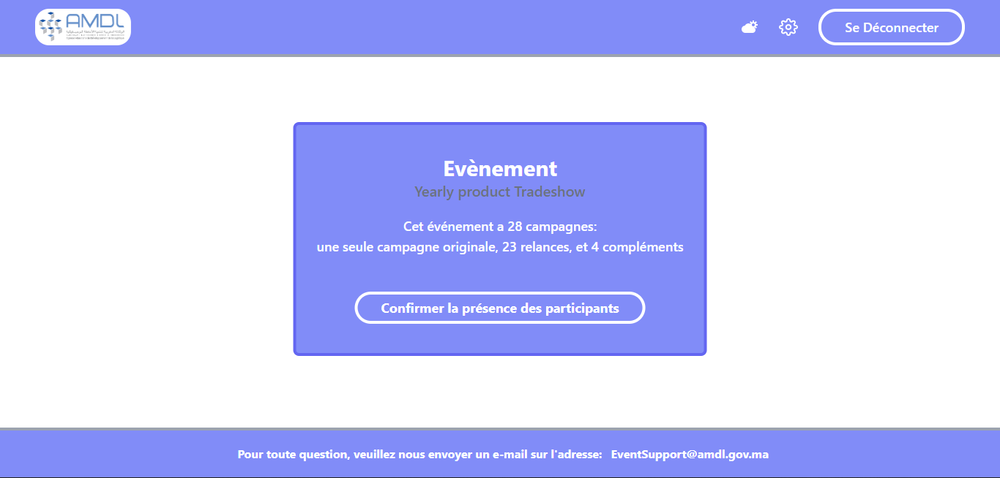 AMDL
Se Déconnecter
Evènement
Yearly product Tradeshow
Cet événement a 28 campagnes:
une seule campagne originale, 23 relances, et 4 compléments
Confirmer la présence des participants
Pour toute question, veuillez nous envoyer un e-mail sur l'adresse: EventSupport@amdl.gov.ma